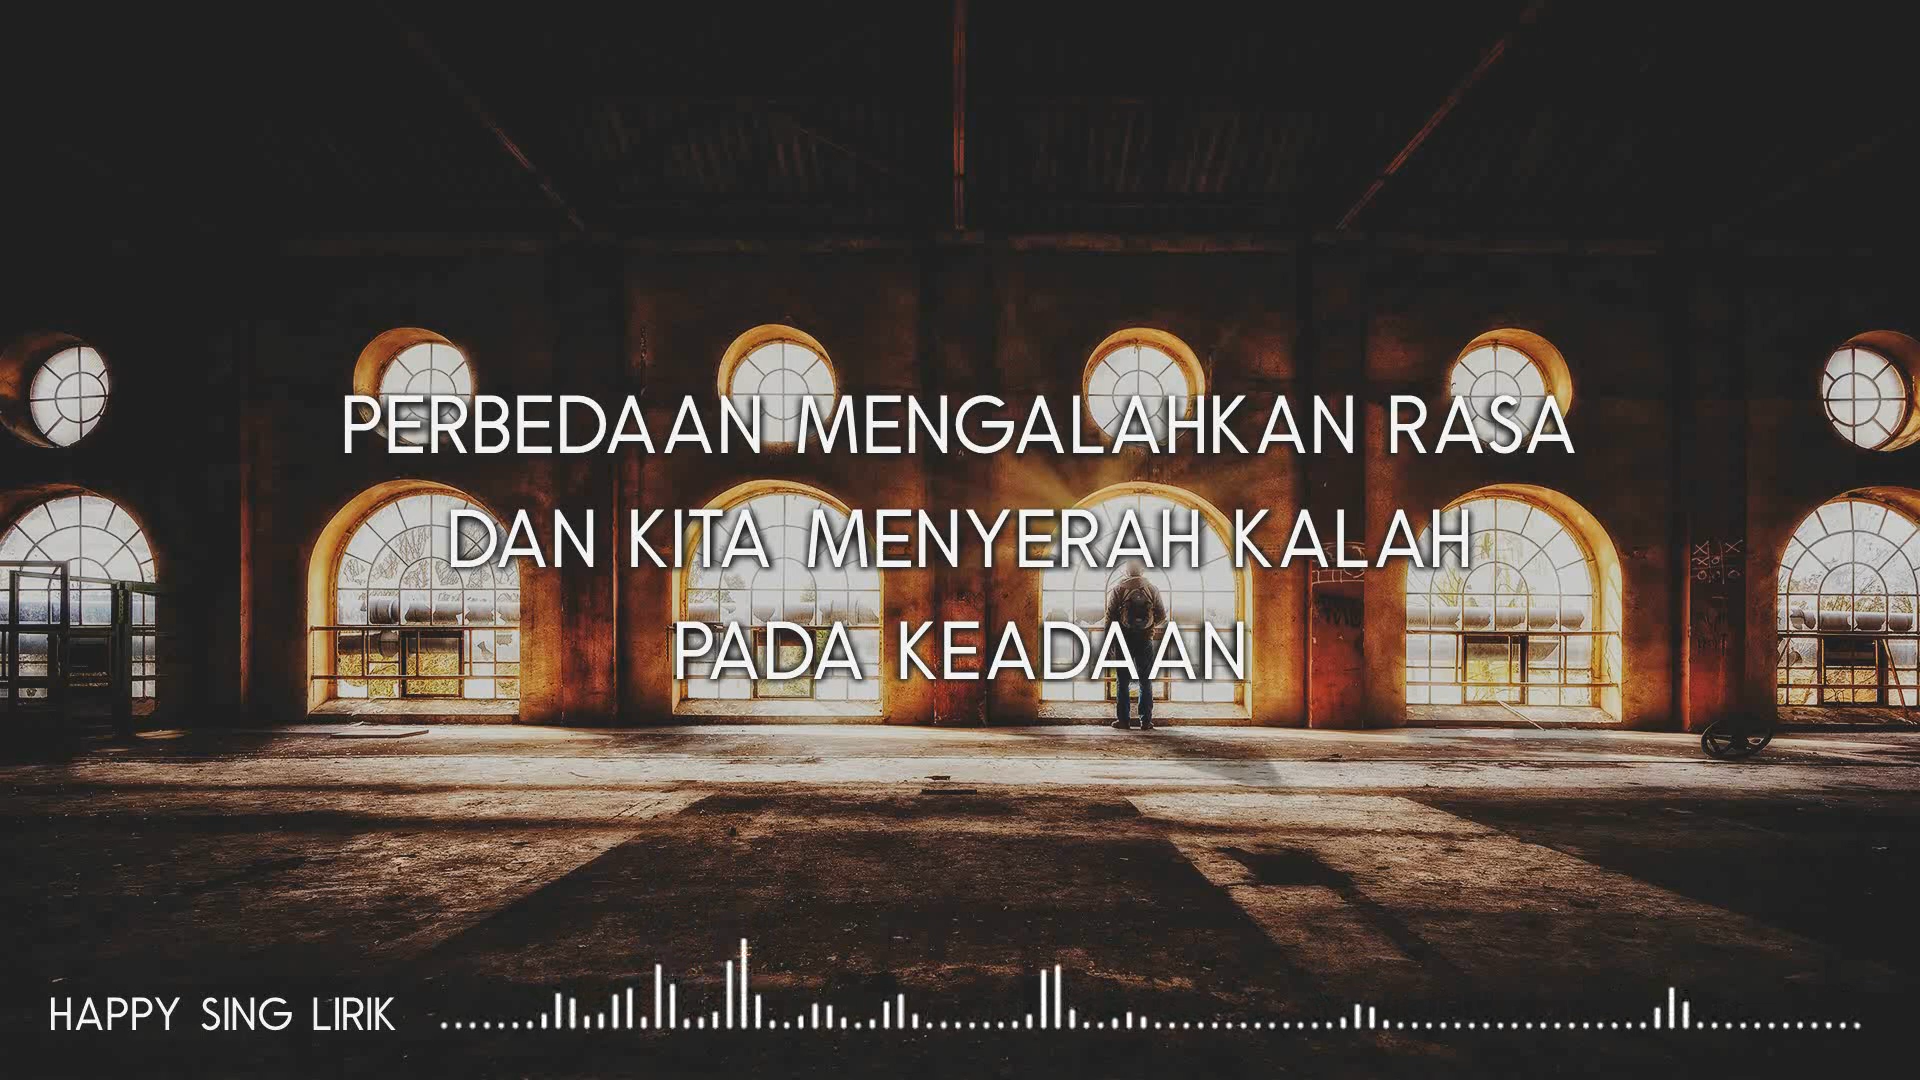 PERBEDAAN MENGALAHKAN RASA
DAN KITA MENYERAH KALAH
PADA KEADAAN
HAPPY SING LIRIK